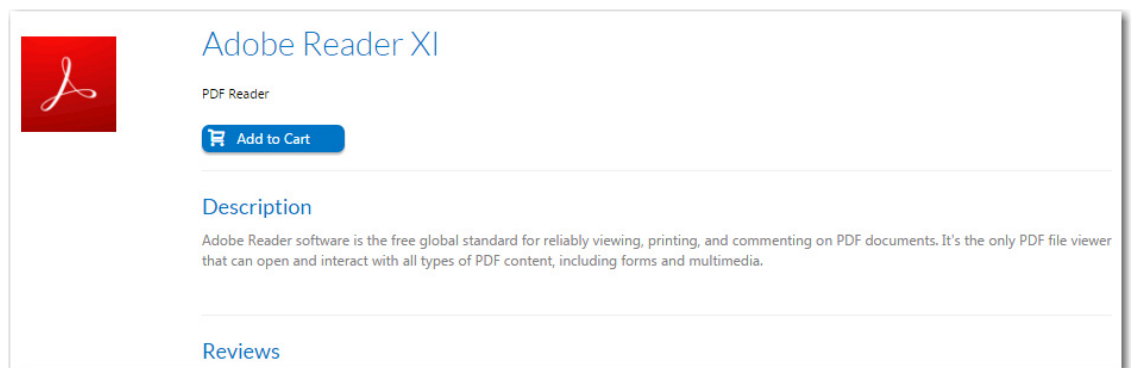 Adobe Reader XI
PDF Reader
Add to Cart
Description
Adobe Reader software is the free global standard for reliably viewing, printing, and commenting on PDF documents. It's the only PDF file viewer
that can open and interact with all types of PDF content, including forms and multimedia.
Reviews